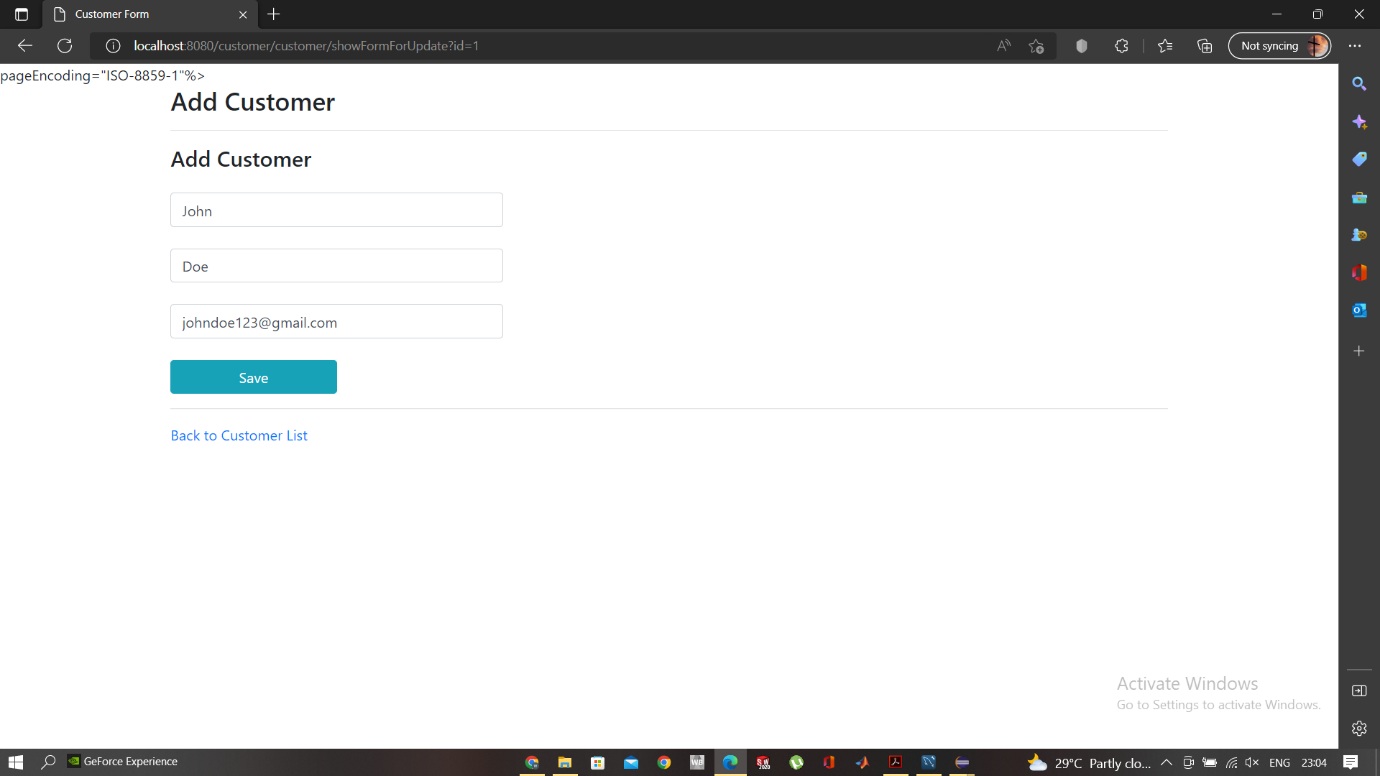 Customer Form
localhost:8080/customer/customer/showFormForUpdate?id=1
Not syncing
pageEncoding="ISO-8859-1"%>
Add Customer
Add Customer
John
Doe
johndoe123@gmail.com
Save
Back to Customer List
Activate Windows
Go to Settings to activate Windows.
GeForce Experience
29°C Partly clo... ENG 23:04